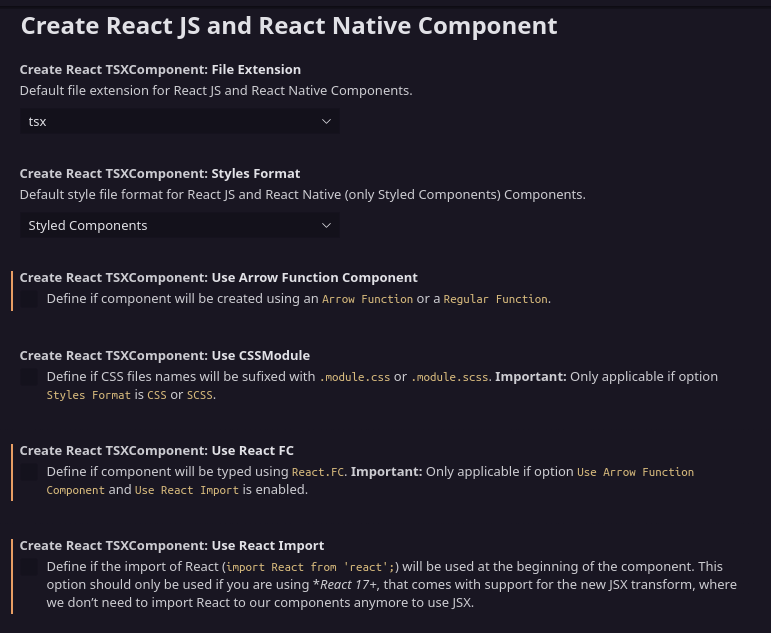 Create React JS and React Native Component
Create React TSXComponent: File Extension
Default file extension for React JS and React Native Components.
tsx
Create React TSXComponent: Styles Format
Default style file format for React JS and React Native (only Styled Components) Components.
Styled Components
Create React TSXComponent: Use Arrow Function Component
Define if component will be created using an Arrow Function or a Regular Function.
Create React TSXComponent: Use CSSModule
Define if CSS files names will be sufixed with .module.css or .module.scss. Important: Only applicable if option
Styles Format is CSS or SCSS.
Create React TSXComponent: Use React FC
Define if component will be typed using React.FC. Important: Only applicable if option Use Arrow Function
Component and Use React Import is enabled.
Create React TSXComponent: Use React Import
Define if the import of React (import React from 'react';) will be used at the beginning of the component. This
option should only be used if you are using *React 17+, that comes with support for the new JSX transform, where
we don’t need to import React to our components anymore to use JSX.